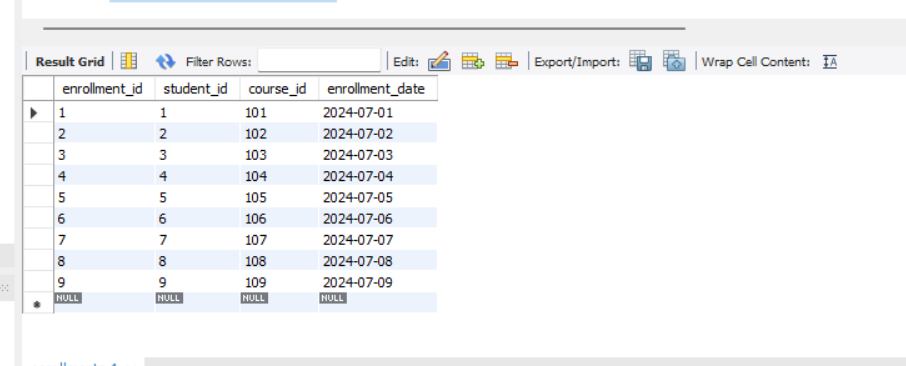 Result Grid Filter Rows: Edit: Export/Import: Wrap Cell Content: IA
enrollment_id student_id course_id enrollment_date
1 1 101 2024-07-01
2 2 102 2024-07-02
3 3 103 2024-07-03
4 4 104 2024-07-04
5 5 105 2024-07-05
6 6 106 2024-07-06
7 7 107 2024-07-07
8 8 108 2024-07-08
9 9 109 2024-07-09
NULL NULL NULL NULL